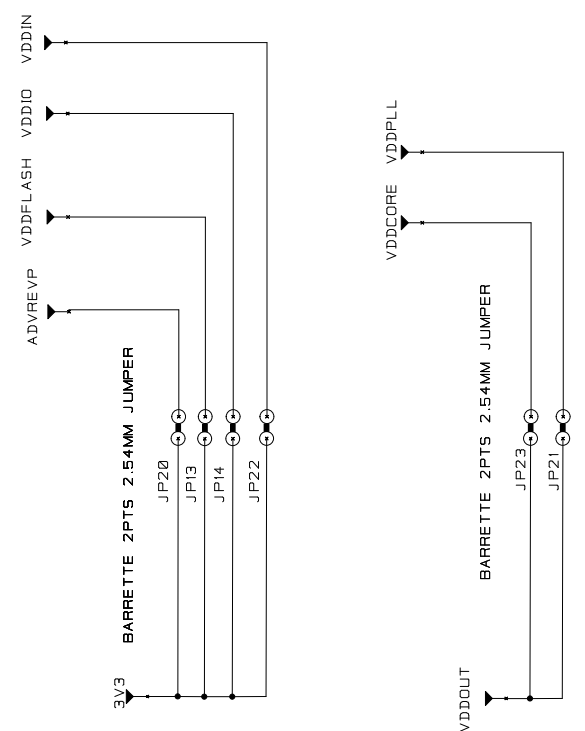 VDDIN
VDDIO
VDDFLASH
ADVREVP
BARRETTE 2PTS 2.54MM JUMPER
JP20
JP13
JP14
JP22
3V3
VDDPLL
VDDCORE
BARRETTE 2PTS 2.54MM JUMPER
JP23
JP21
VDDOUT